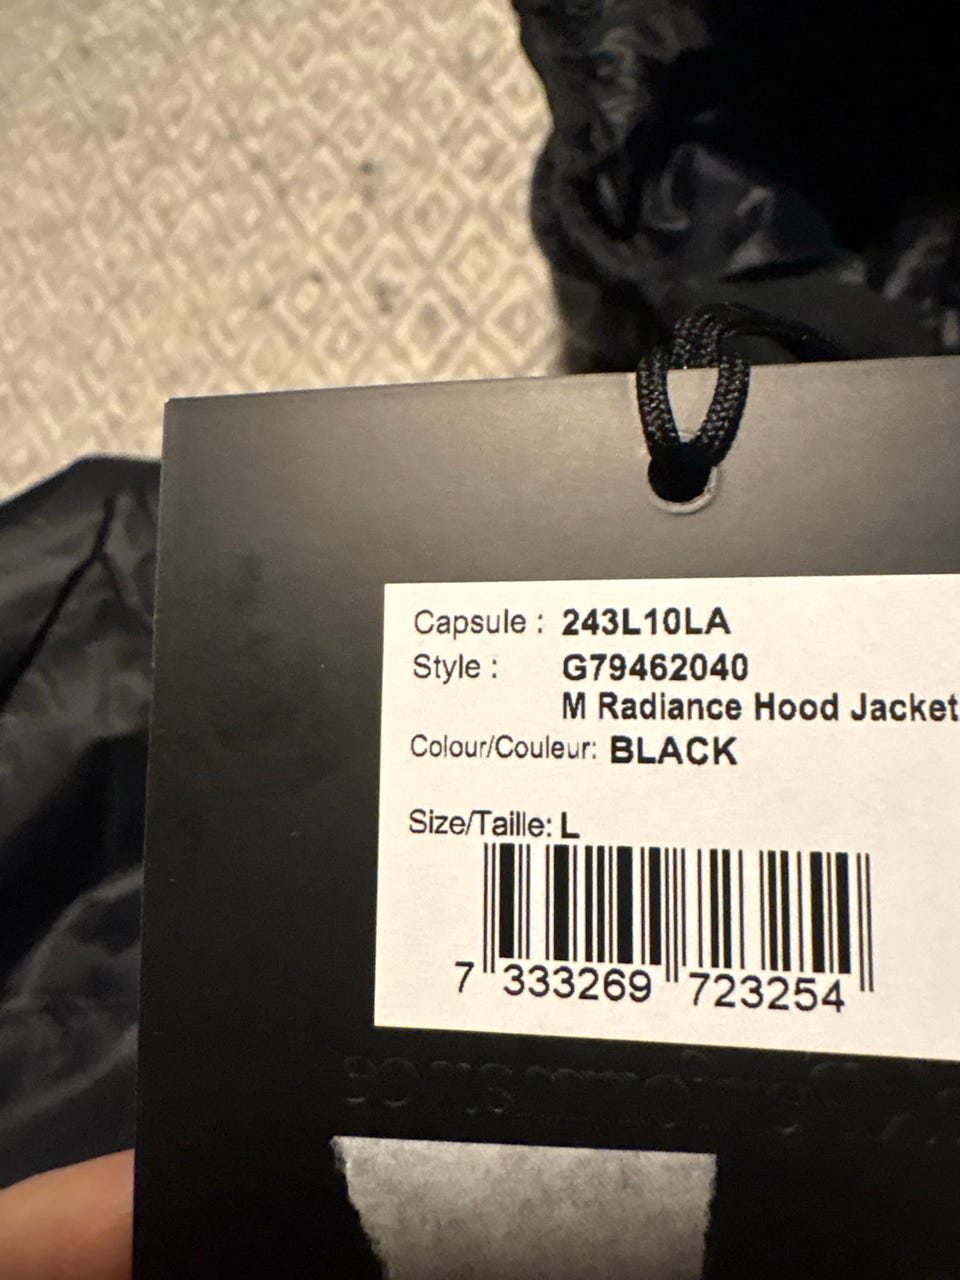 Capsule : 243L10LA
Style : G79462040
M Radiance Hood Jacket
Colour/Couleur: BLACK
Size/Taille: L
7 333269 723254